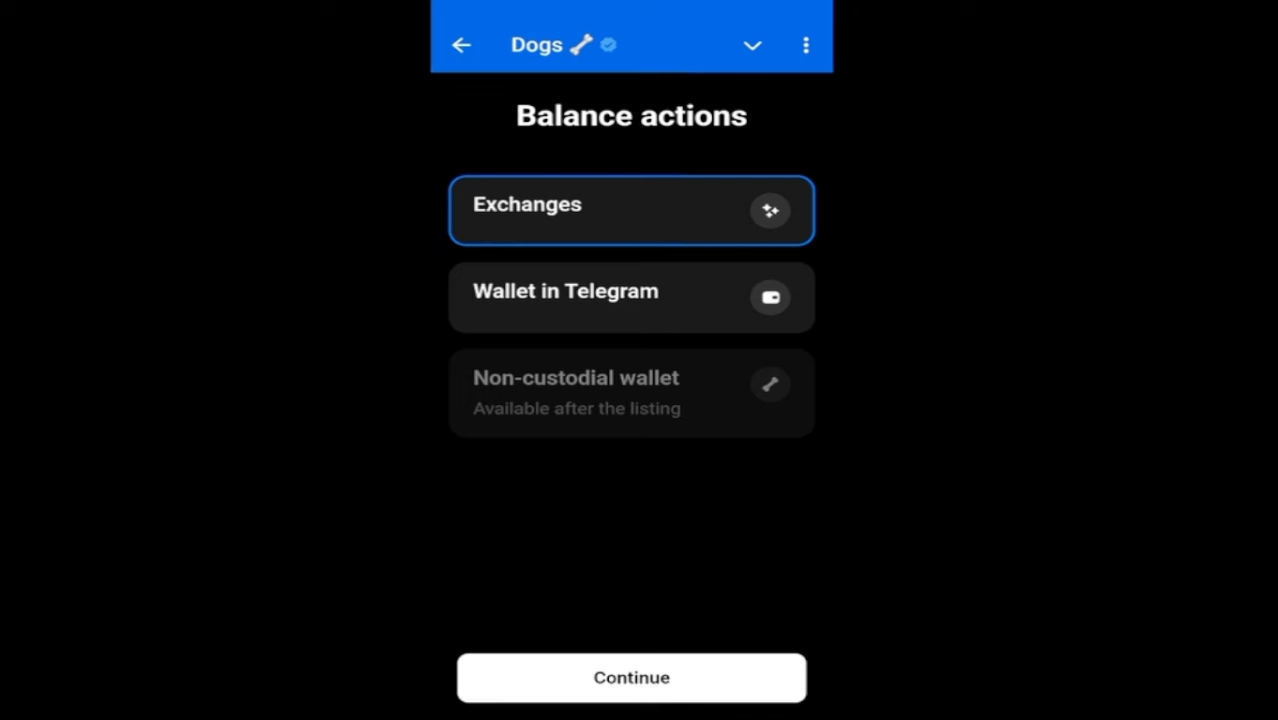 Dogs 🦴
Balance actions
Exchanges
Wallet in Telegram
Non-custodial wallet
Available after the listing
Continue